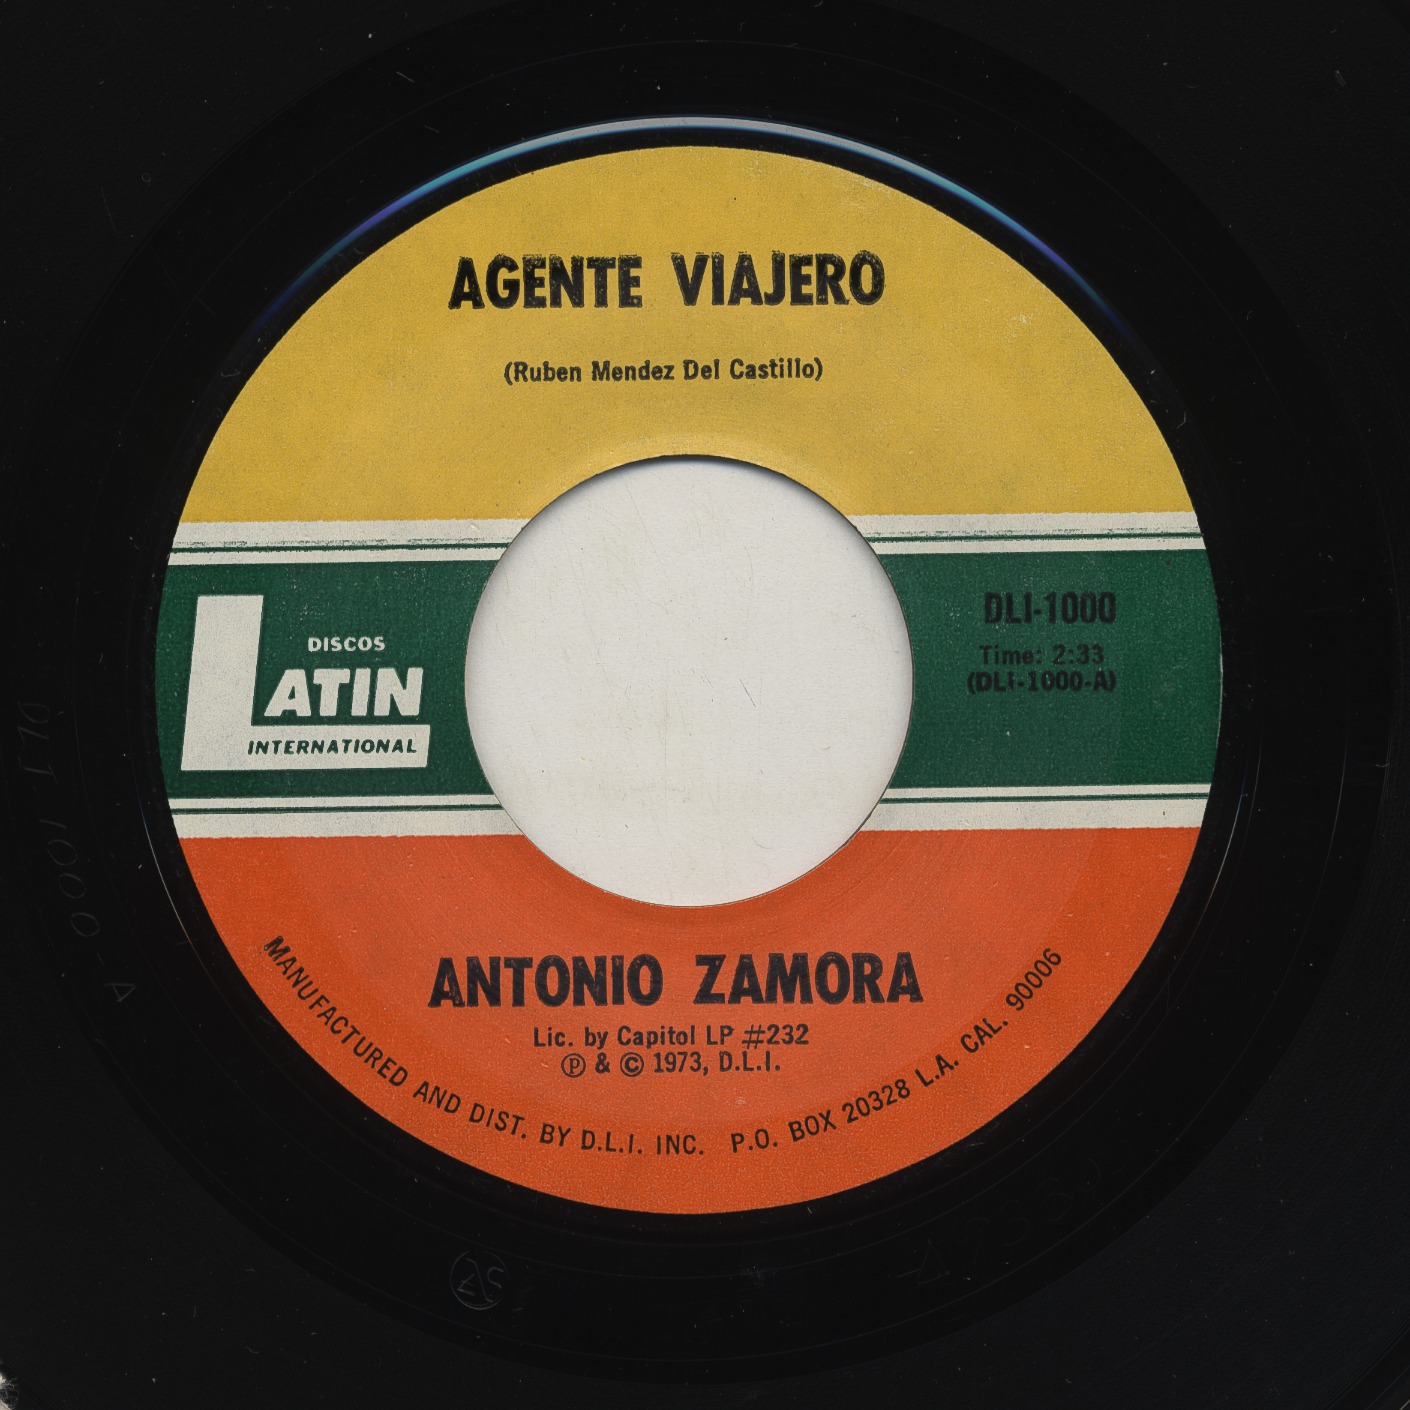 AGENTE VIAJERO
(Ruben Mendez Del Castillo)
DISCOS
LATIN
INTERNATIONAL
DLI-1000
Time: 2:33
(DLI-1000-A)
ANTONIO ZAMORA
Lic. by Capitol LP #232
℗ & © 1973, D.L.I.
MANUFACTURED AND DIST. BY D.L.I. INC. P.O. BOX 20328 L.A. CAL. 90006
DLI 1000-A